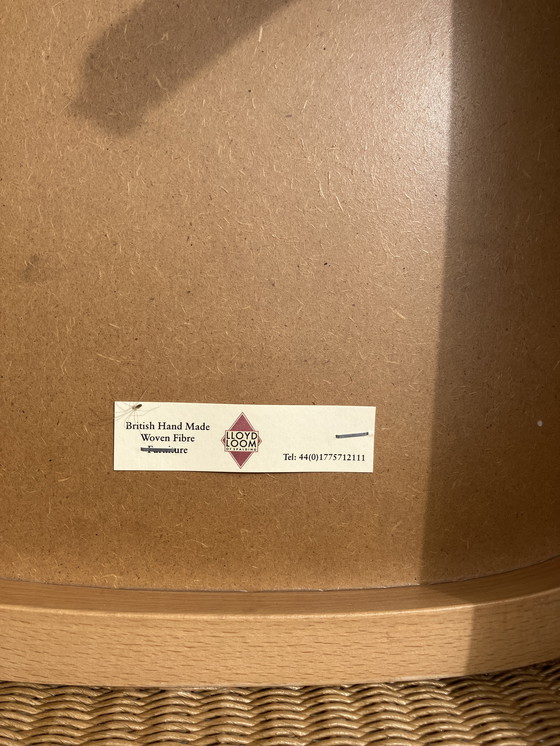 British Hand Made
Woven Fibre
Furniture
LLOYD
LOOM
OF SPALDING
Tel: 44(0)1775712111